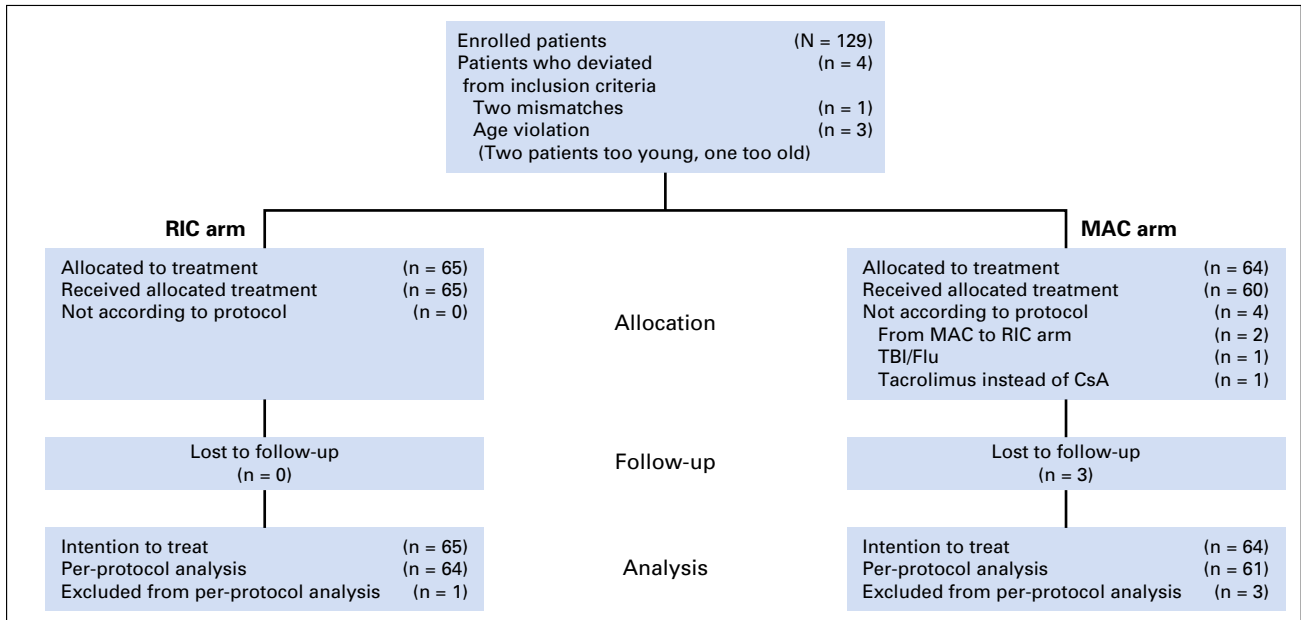 Enrolled patients (N = 129)
Patients who deviated (n = 4)
from inclusion criteria
Two mismatches (n = 1)
Age violation (n = 3)
(Two patients too young, one too old)
RIC arm
MAC arm
Allocated to treatment (n = 65)
Received allocated treatment (n = 65)
Not according to protocol (n = 0)
Allocation
Allocated to treatment (n = 64)
Received allocated treatment (n = 60)
Not according to protocol (n = 4)
From MAC to RIC arm (n = 2)
TBI/Flu (n = 1)
Tacrolimus instead of CsA (n = 1)
Lost to follow-up
(n = 0)
Follow-up
Lost to follow-up
(n = 3)
Intention to treat (n = 65)
Per-protocol analysis (n = 64)
Excluded from per-protocol analysis (n = 1)
Analysis
Intention to treat (n = 64)
Per-protocol analysis (n = 61)
Excluded from per-protocol analysis (n = 3)